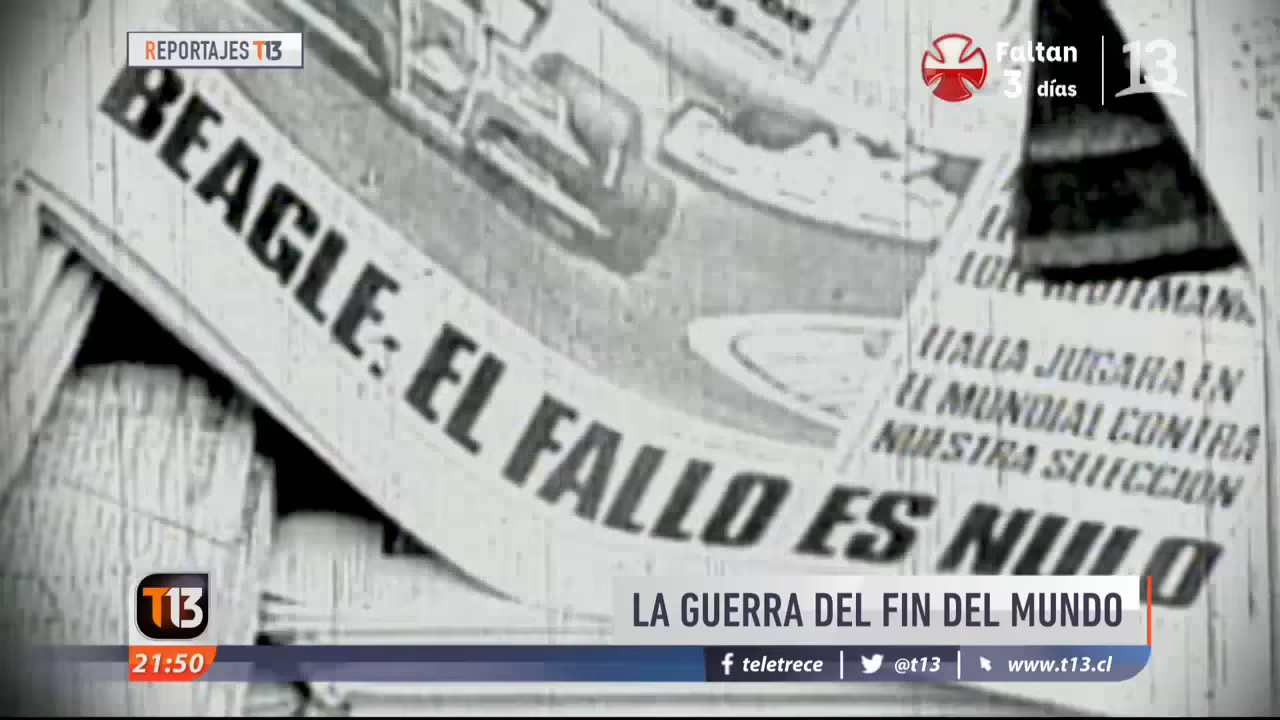 REPORTAJES T13
Faltan
3 días
13
BEAGLE: EL FALLO ES NULO
ITALIA JUGARA EN
EL MUNDIAL CONTRA
NUESTRA SELECCION
T13
LA GUERRA DEL FIN DEL MUNDO
21:50
teletrece
@t13
www.t13.cl